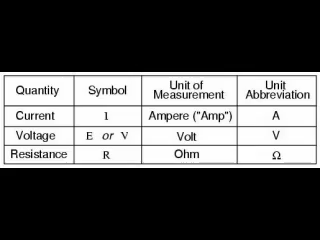 Quantity Symbol Unit of Measurement Unit Abbreviation
Current I Ampere ("Amp") A
Voltage E or V Volt V
Resistance R Ohm Ω